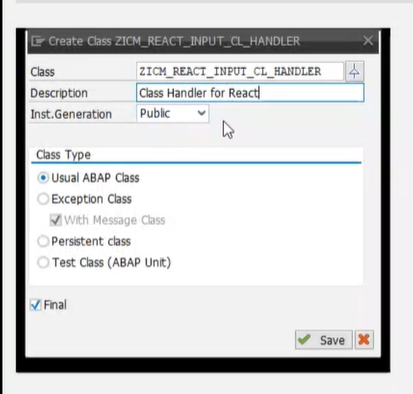 Create Class ZICM_REACT_INPUT_CL_HANDLER
Class ZICM_REACT_INPUT_CL_HANDLER
Description Class Handler for React
Inst.Generation Public
Class Type
Usual ABAP Class
Exception Class
With Message Class
Persistent class
Test Class (ABAP Unit)
Final
Save